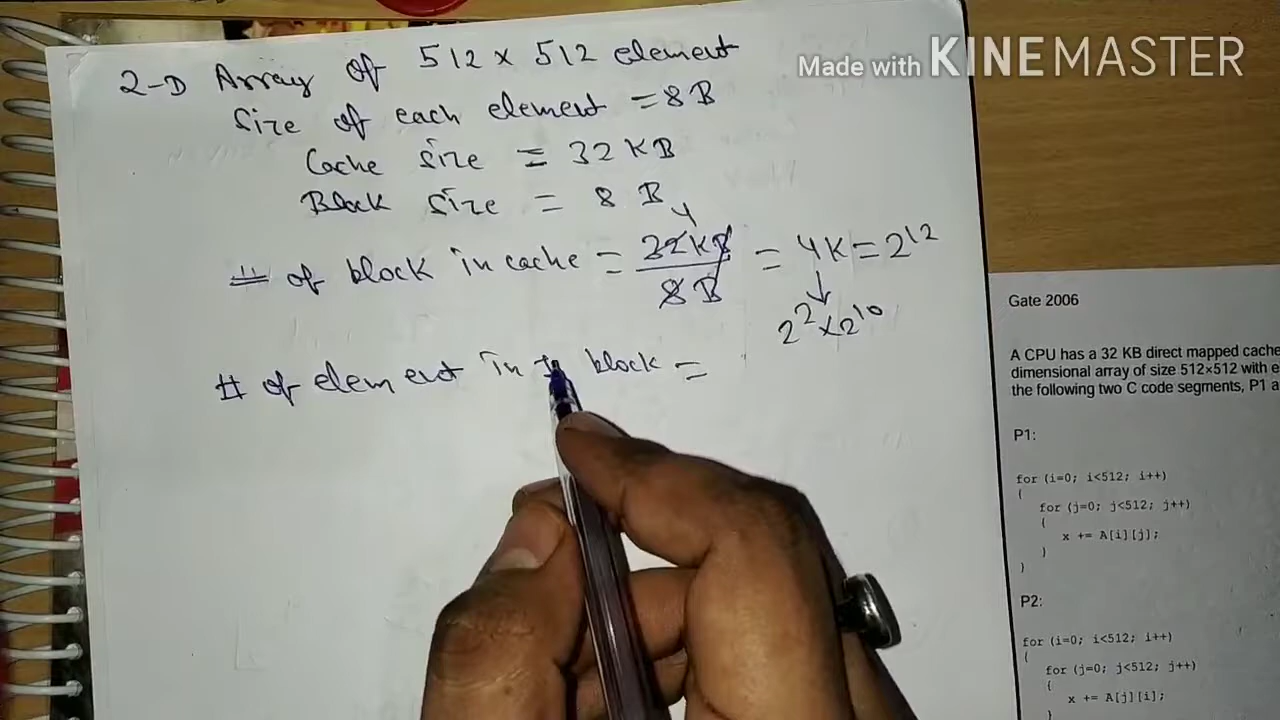 Made with KINEMASTER
2-D Array of 512 x 512 element
Size of each element = 8 B
Cache size = 32 KB
Block size = 8 B
# of block in cache = 32KB / 8 B = 4K = 2^12
4
2^2 x 2^10
# of element in block =
Gate 2006
A CPU has a 32 KB direct mapped cache
dimensional array of size 512×512 with e
the following two C code segments, P1 a
P1:
for (i=0; i<512; i++)
{
for (j=0; j<512; j++)
{
x += A[i][j];
}
}
P2:
for (i=0; i<512; i++)
{
for (j=0; j<512; j++)
{
x += A[j][i];
}